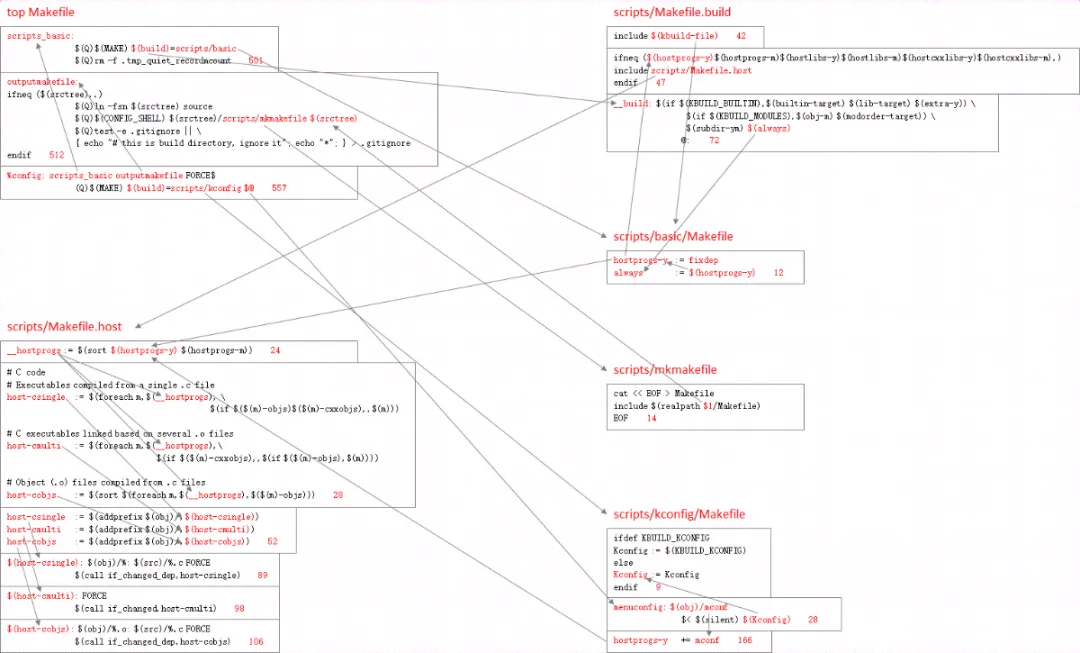 top Makefile
scripts_basic:
$(Q)$(MAKE) $(build)=scripts/basic
$(Q)rm -f .tmp_quiet_recordmcount 501
outputmakefile:
ifneq ($(srctree),.)
$(Q)ln -fsn $(srctree) source
$(Q)$(CONFIG_SHELL) $(srctree)/scripts/mkmakefile $(srctree)
$(Q)test -e .gitignore || \
{ echo "# this is build directory, ignore it"; echo "*"; } > .gitignore
endif 512
%config: scripts_basic outputmakefile FORCE$
(Q)$(MAKE) $(build)=scripts/kconfig $@ 557
scripts/Makefile.build
include $(kbuild-file) 42
ifneq ($(hostprogs-y)$(hostprogs-m)$(hostlibs-y)$(hostlibs-m)$(hostcxxlibs-y)$(hostcxxlibs-m),)
include scripts/Makefile.host
endif 47
__build: $(if $(KBUILD_BUILTIN),$(builtin-target) $(lib-target) $(extra-y)) \
$(if $(KBUILD_MODULES),$(obj-m) $(modorder-target)) \
$(subdir-ym) $(always)
@: 72
scripts/basic/Makefile
hostprogs-y := fixdep
always := $(hostprogs-y) 12
scripts/Makefile.host
__hostprogs := $(sort $(hostprogs-y) $(hostprogs-m)) 24
# C code
# Executables compiled from a single .c file
host-csingle := $(foreach m,$(__hostprogs), \
$(if $($(m)-objs)$($(m)-cxxobjs),,$(m)))
# C executables linked based on several .o files
host-cmulti := $(foreach m,$(__hostprogs),\
$(if $($(m)-cxxobjs),,$(if $($(m)-objs),$(m))))
# Object (.o) files compiled from .c files
host-cobjs := $(sort $(foreach m,$(__hostprogs),$($(m)-objs))) 28
host-csingle := $(addprefix $(obj)/,$(host-csingle))
host-cmulti := $(addprefix $(obj)/,$(host-cmulti))
host-cobjs := $(addprefix $(obj)/,$(host-cobjs)) 52
$(host-csingle): $(obj)/%: $(src)/%.c FORCE
$(call if_changed_dep,host-csingle) 89
$(host-cmulti): FORCE
$(call if_changed,host-cmulti) 98
$(host-cobjs): $(obj)/%.o: $(src)/%.c FORCE
$(call if_changed_dep,host-cobjs) 106
scripts/mkmakefile
cat << EOF > Makefile
include $(realpath $1/Makefile)
EOF 14
scripts/kconfig/Makefile
ifdef KBUILD_KCONFIG
Kconfig := $(KBUILD_KCONFIG)
else
Kconfig := Kconfig
endif 9
menuconfig: $(obj)/mconf
$< $(silent) $(Kconfig) 28
hostprogs-y += mconf 166